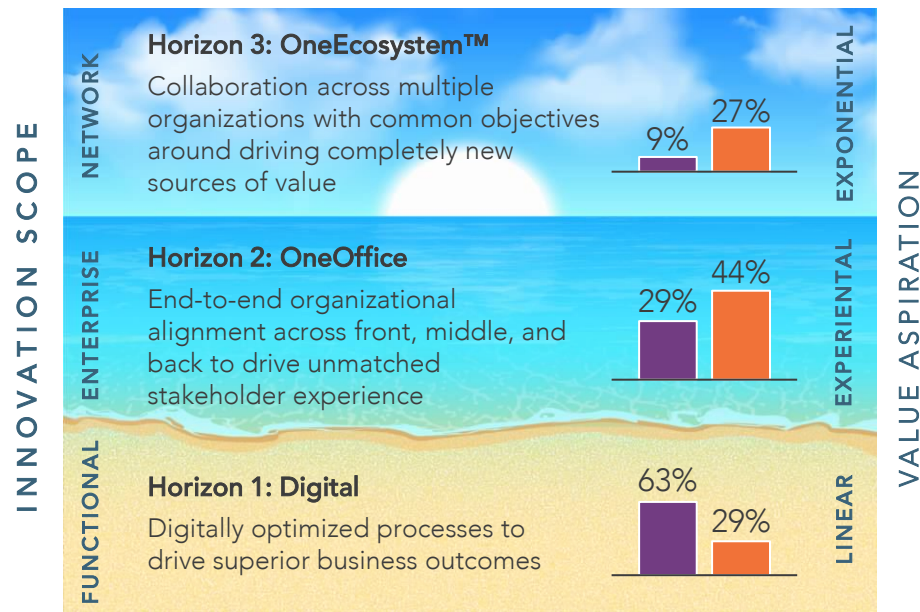 INNOVATION SCOPE
NETWORK
Horizon 3: OneEcosystem™
Collaboration across multiple
organizations with common objectives
around driving completely new
sources of value
9%
27%
EXPONENTIAL
ENTERPRISE
Horizon 2: OneOffice
End-to-end organizational
alignment across front, middle, and
back to drive unmatched
stakeholder experience
29%
44%
EXPERIENTAL
FUNCTIONAL
Horizon 1: Digital
Digitally optimized processes to
drive superior business outcomes
63%
29%
LINEAR
VALUE ASPIRATION